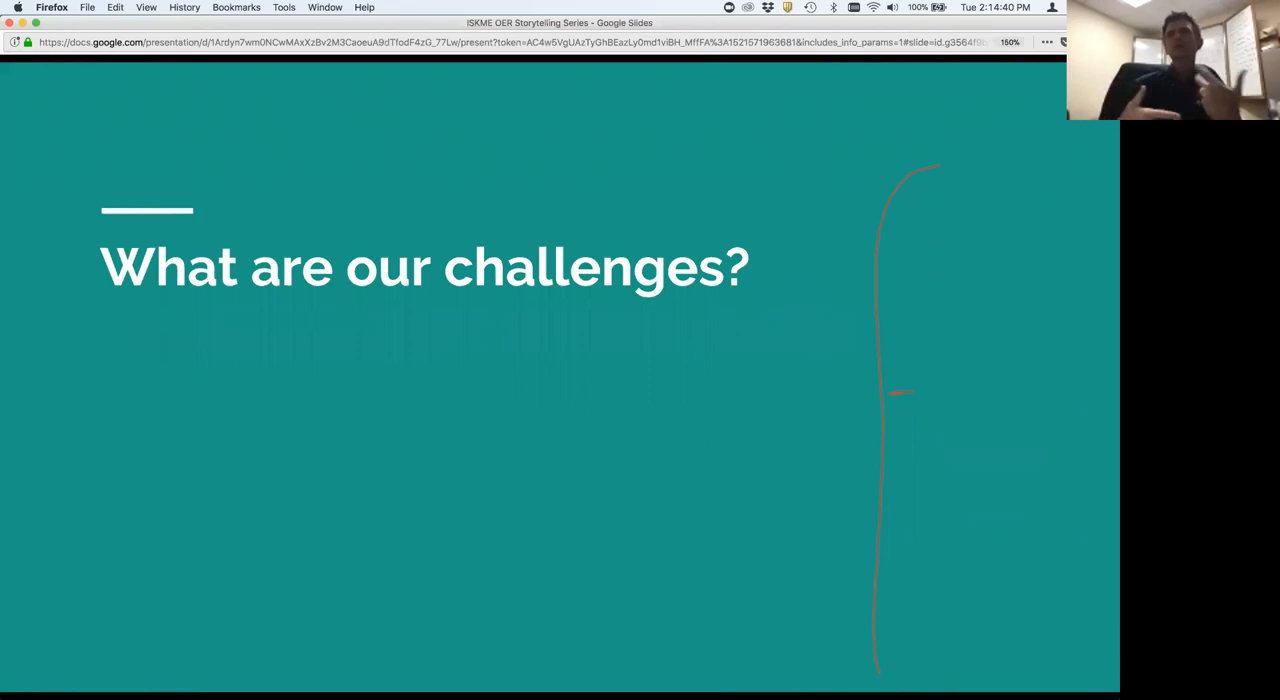 Firefox File Edit View History Bookmarks Tools Window Help 100% Tue 2:14:40 PM
ISKME OER Storytelling Series - Google Slides
150%
What are our challenges?